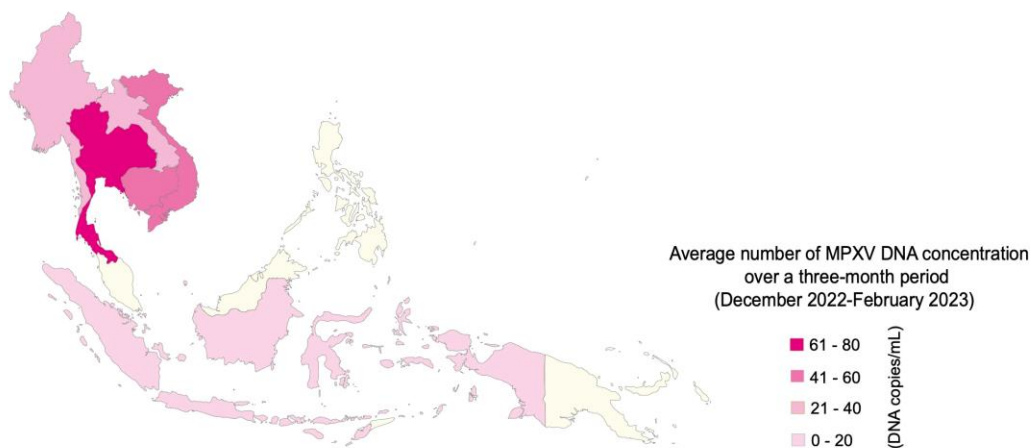 Average number of MPXV DNA concentration
over a three-month period
(December 2022-February 2023)
61 - 80
41 - 60
21 - 40
0 - 20
(DNA copies/mL)